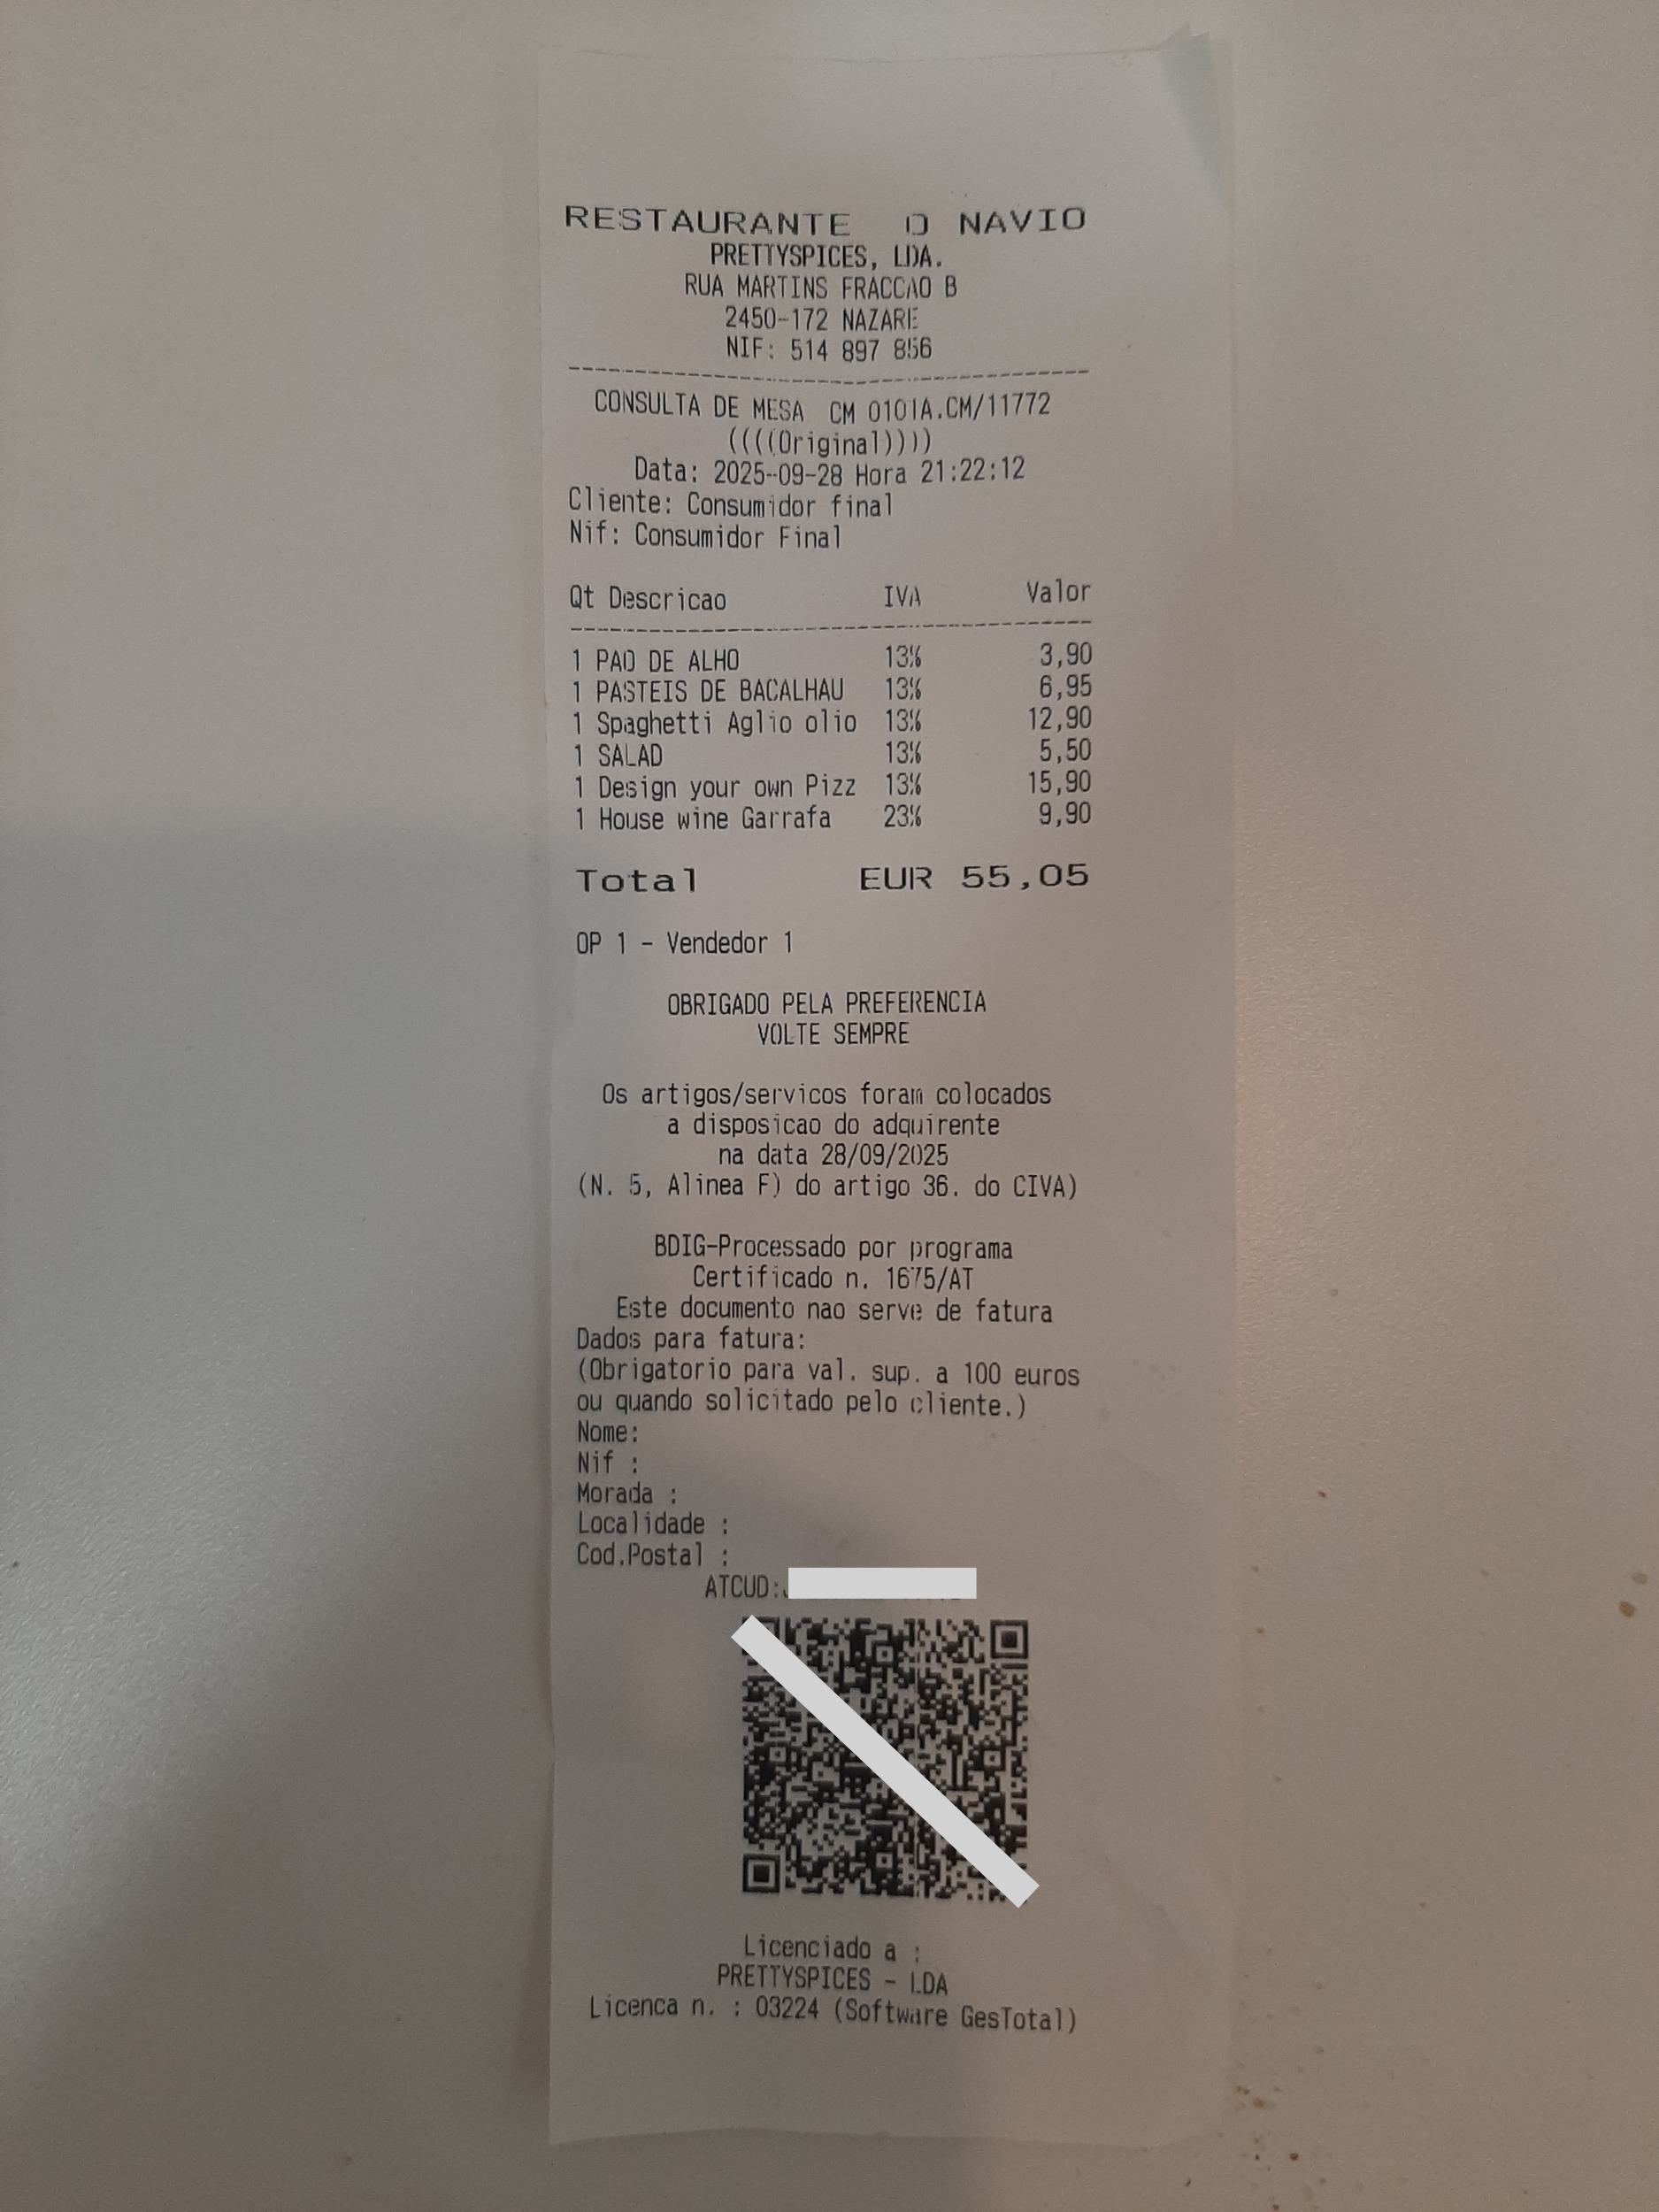 RESTAURANTE O NAVIO
PRETTYSPICES, LDA.
RUA MARTINS FRACCAO B
2450-172 NAZARE
NIF: 514 897 856
CONSULTA DE MESA CM 0101A.CM/11772
((((Original))))
Data: 2025-09-28 Hora 21:22:12
Cliente: Consumidor final
Nif: Consumidor Final
Qt Descricao IVA Valor
1 PAO DE ALHO 13% 3,90
1 PASTEIS DE BACALHAU 13% 6,95
1 Spaghetti Aglio olio 13% 12,90
1 SALAD 13% 5,50
1 Design your own Pizz 13% 15,90
1 House wine Garrafa 23% 9,90
Total EUR 55,05
OP 1 - Vendedor 1
OBRIGADO PELA PREFERENCIA
VOLTE SEMPRE
Os artigos/servicos foram colocados
a disposicao do adquirente
na data 28/09/2025
(N. 5, Alinea F) do artigo 36. do CIVA)
BDIG-Processado por programa
Certificado n. 1675/AT
Este documento nao serve de fatura
Dados para fatura:
(Obrigatorio para val. sup. a 100 euros
ou quando solicitado pelo cliente.)
Nome:
Nif :
Morada :
Localidade :
Cod.Postal :
ATCUD:
Licenciado a :
PRETTYSPICES - LDA
Licenca n. : 03224 (Software GesTotal)